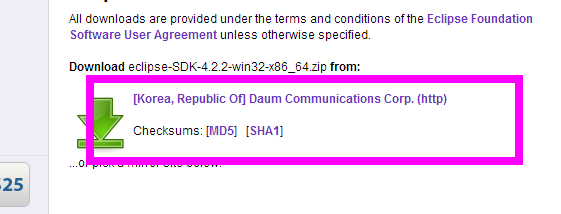 All downloads are provided under the terms and conditions of the Eclipse Foundation
Software User Agreement unless otherwise specified.
Download eclipse-SDK-4.2.2-win32-x86_64.zip from:
[Korea, Republic Of] Daum Communications Corp. (http)
Checksums: [MD5] [SHA1]
...or pick a mirror site below.
$25